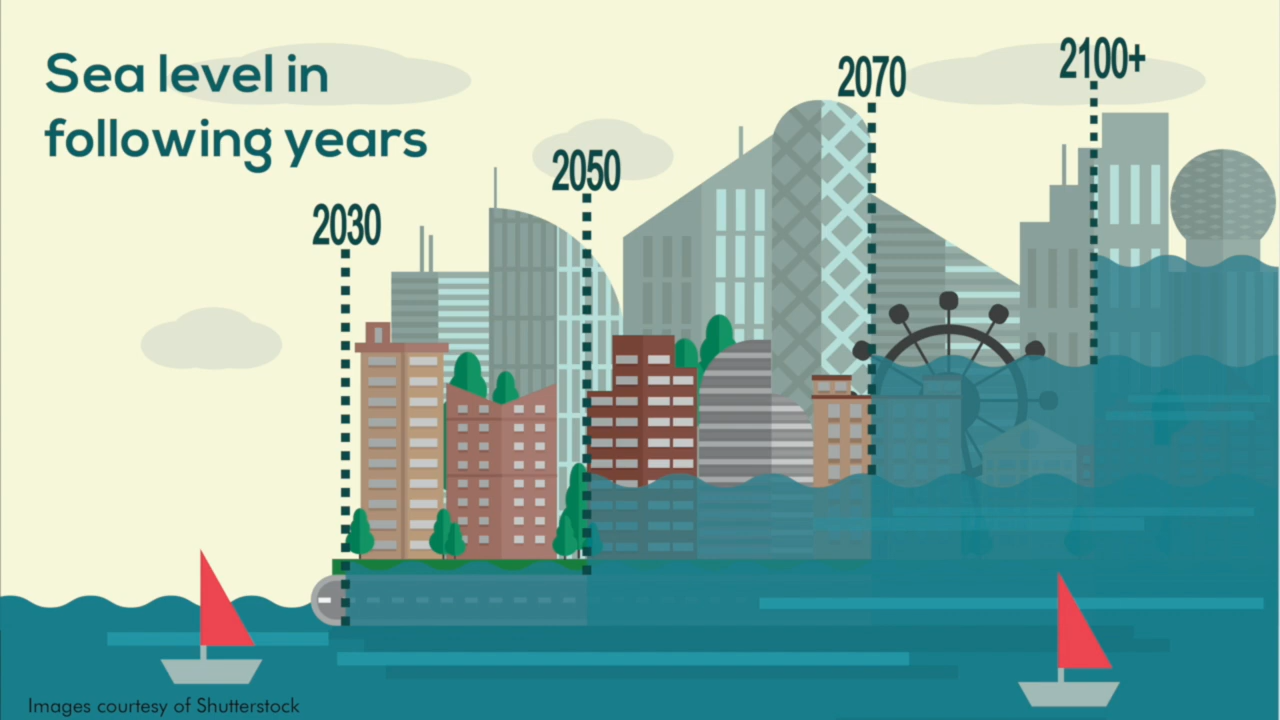 Sea level in
following years
2030
2050
2070
2100+
Images courtesy of Shutterstock